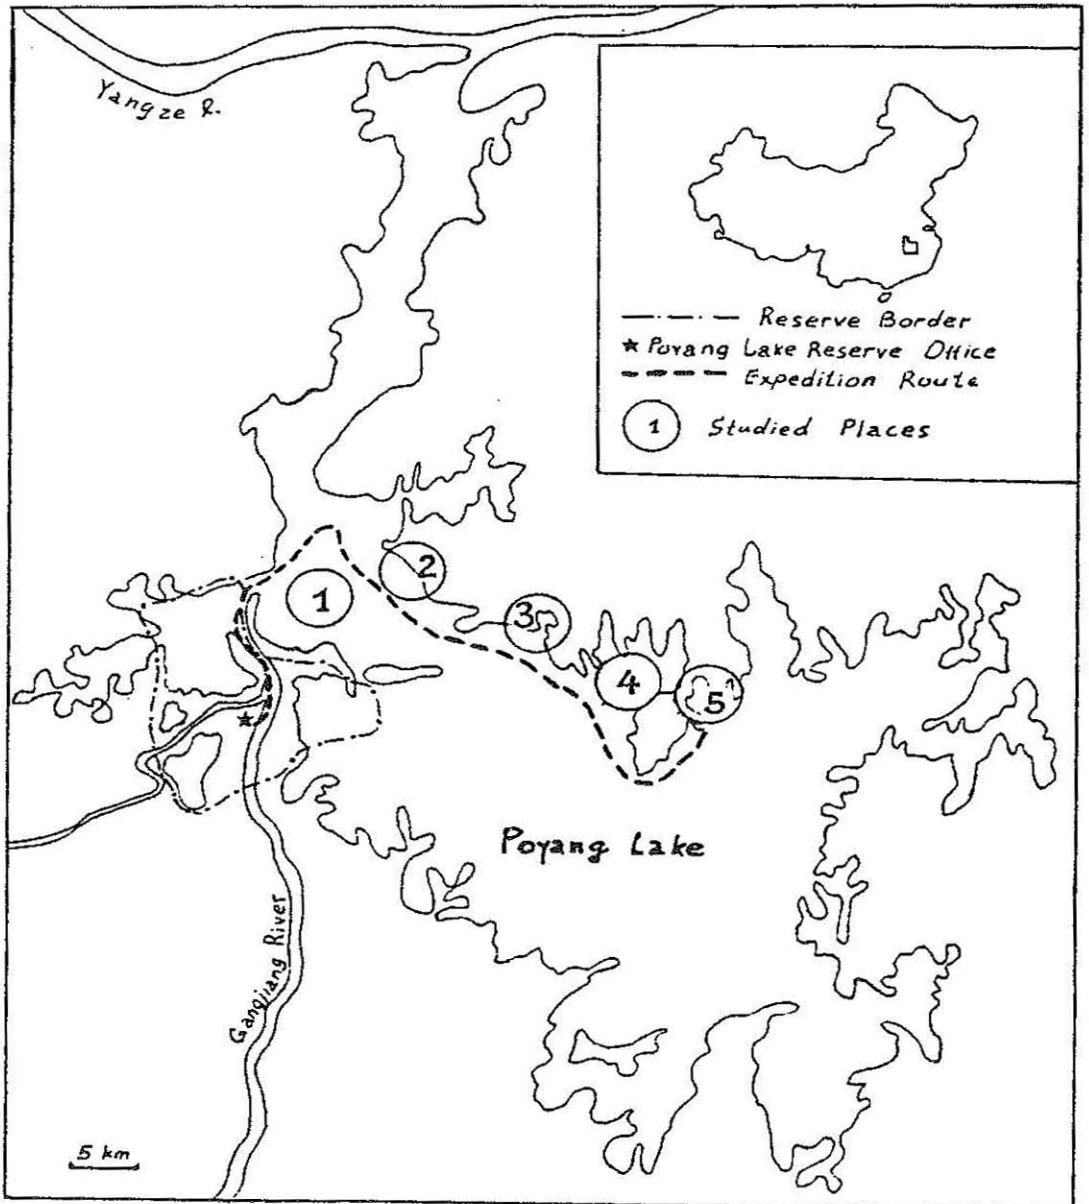 Yangze R.
Reserve Border
★ Poyang Lake Reserve Office
Expedition Route
1 Studied Places
1
2
3
4
5
Poyang Lake
Ganqjiang River
5 km